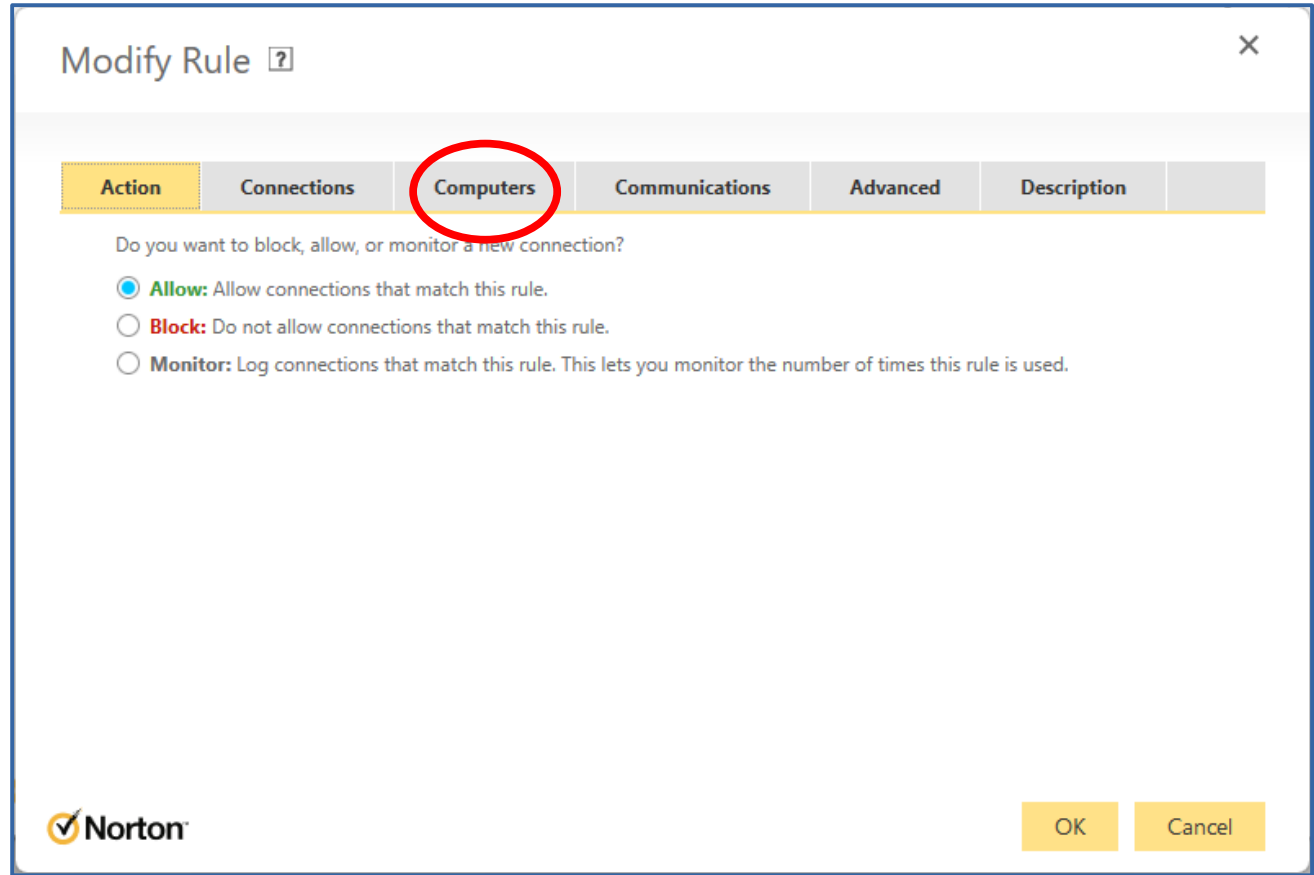 Modify Rule ?
Action Connections Computers Communications Advanced Description
Do you want to block, allow, or monitor a new connection?
Allow: Allow connections that match this rule.
Block: Do not allow connections that match this rule.
Monitor: Log connections that match this rule. This lets you monitor the number of times this rule is used.
Norton
OK Cancel